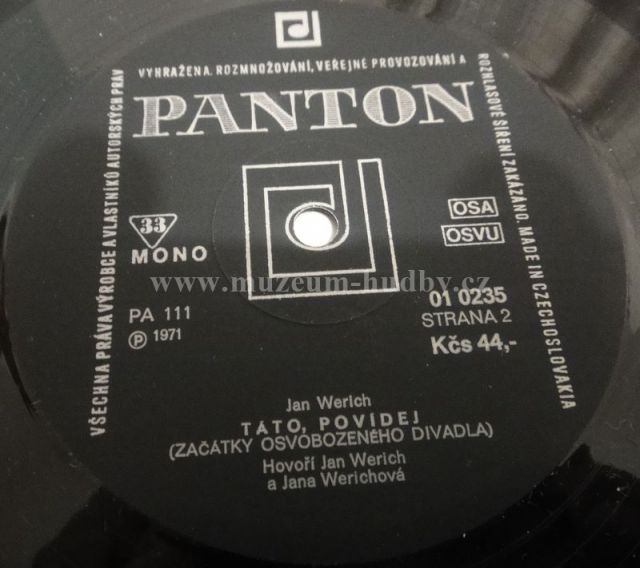 VYHRAŽENA. ROZMNOŽOVÁNÍ, VEŘEJNÉ PROVOZOVÁNÍ A
ROZHLASOVÉ ŠÍŘENÍ ZAKÁZÁNO. MADE IN CZECHOSLOVAKIA
VŠECHNA PRÁVA VÝROBCE A VLASTNÍKŮ AUTORSKÝCH PRÁV
PANTON
33
MONO
OSA
OSVU
www.muzeum-hudby.cz
PA 111
Ⓟ 1971
01 0235
STRANA 2
Kčs 44,-
Jan Werich
TÁTO, POVÍDEJ
(ZAČÁTKY OSVOBOZENÉHO DIVADLA)
Hovoří Jan Werich
a Jana Werichová